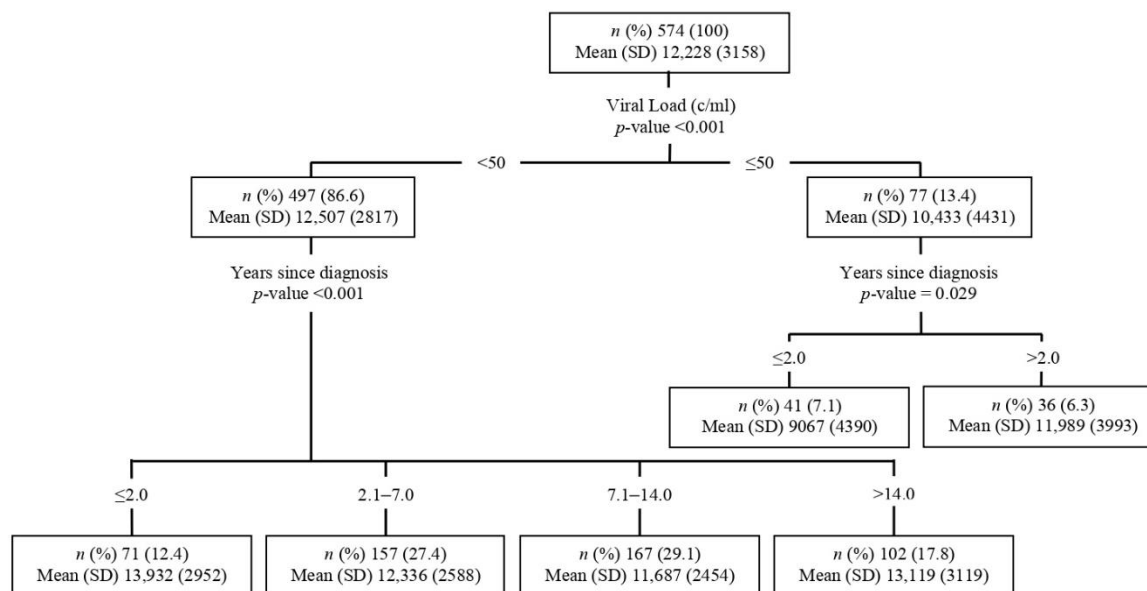 n (%) 574 (100)
Mean (SD) 12,228 (3158)
Viral Load (c/ml)
p-value <0.001
<50
≤50
n (%) 497 (86.6)
Mean (SD) 12,507 (2817)
n (%) 77 (13.4)
Mean (SD) 10,433 (4431)
Years since diagnosis
p-value <0.001
Years since diagnosis
p-value = 0.029
≤2.0
>2.0
n (%) 41 (7.1)
Mean (SD) 9067 (4390)
n (%) 36 (6.3)
Mean (SD) 11,989 (3993)
≤2.0
2.1–7.0
7.1–14.0
>14.0
n (%) 71 (12.4)
Mean (SD) 13,932 (2952)
n (%) 157 (27.4)
Mean (SD) 12,336 (2588)
n (%) 167 (29.1)
Mean (SD) 11,687 (2454)
n (%) 102 (17.8)
Mean (SD) 13,119 (3119)